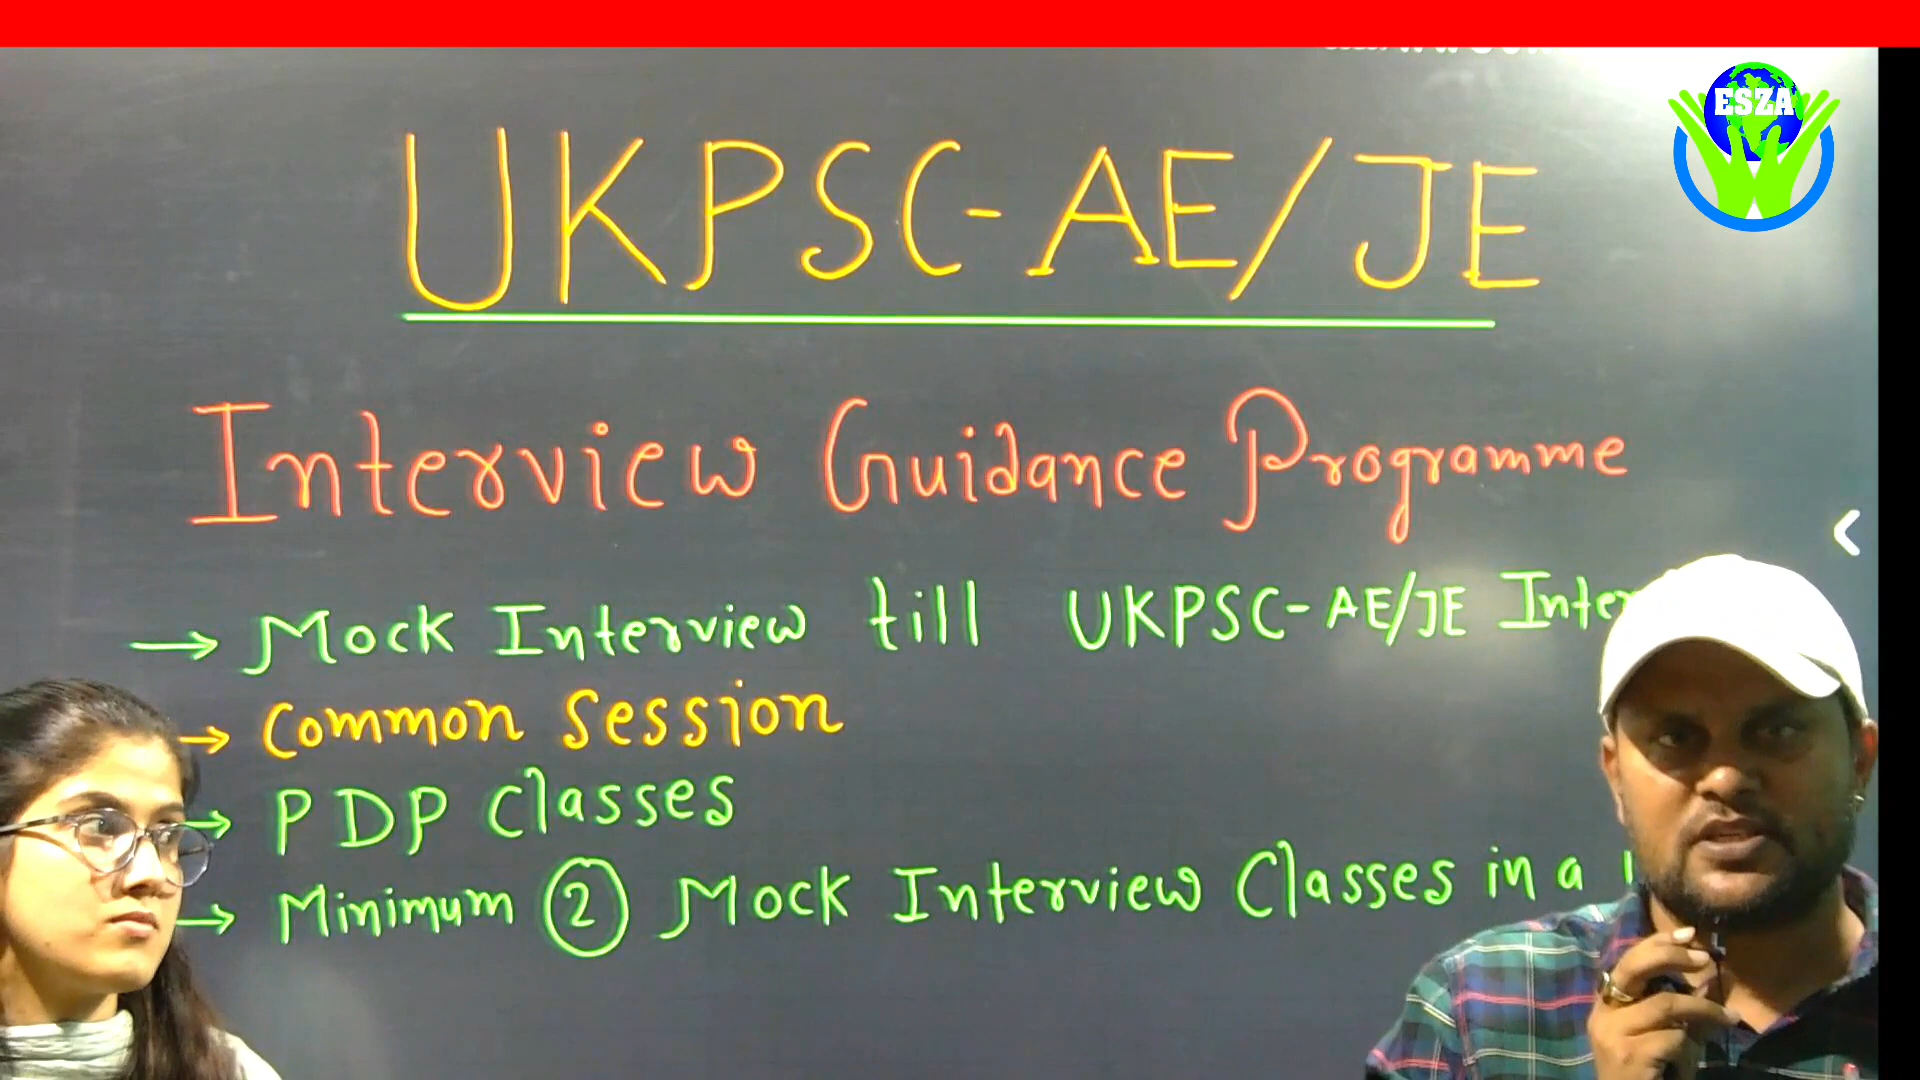 ESZA
UKPSC-AE/JE
Interview Guidance Programme
→ Mock Interview till UKPSC-AE/JE
→ Common Session
→ PDP Classes
→ Minimum 2 Mock Interview Classes in a